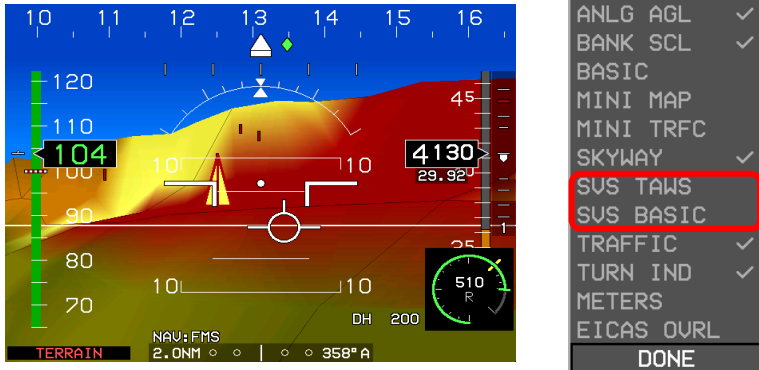 10 11 12 13 14 15 16
120
110
104
100
90
80
70
10 10
10 10
45
4130
29.92
25
1
510
R
DH 200
NAV:FMS
TERRAIN
2.0NM 358° A
ANLG AGL ✓
BANK SCL ✓
BASIC
MINI MAP
MINI TRFC
SKYWAY ✓
SVS TAWS
SVS BASIC
TRAFFIC ✓
TURN IND ✓
METERS
EICAS OVRL
DONE